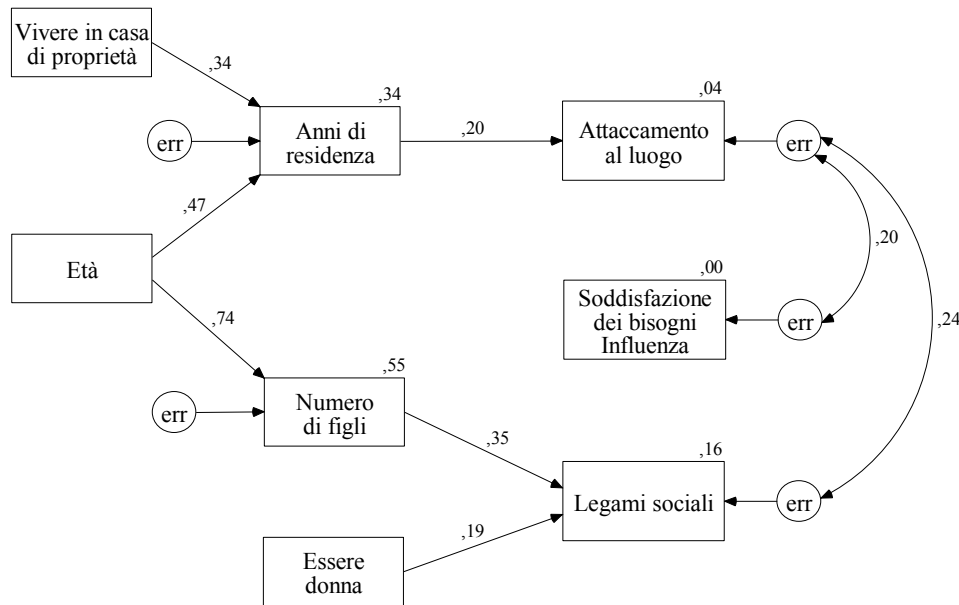 Vivere in casa
di proprietà
,34
,34
,04
err
Anni di
residenza
,20
Attaccamento
al luogo
err
,47
Età
,20
,00
Soddisfazione
dei bisogni
Influenza
err
,74
,24
,55
err
Numero
di figli
,35
,16
Legami sociali
err
,19
Essere
donna